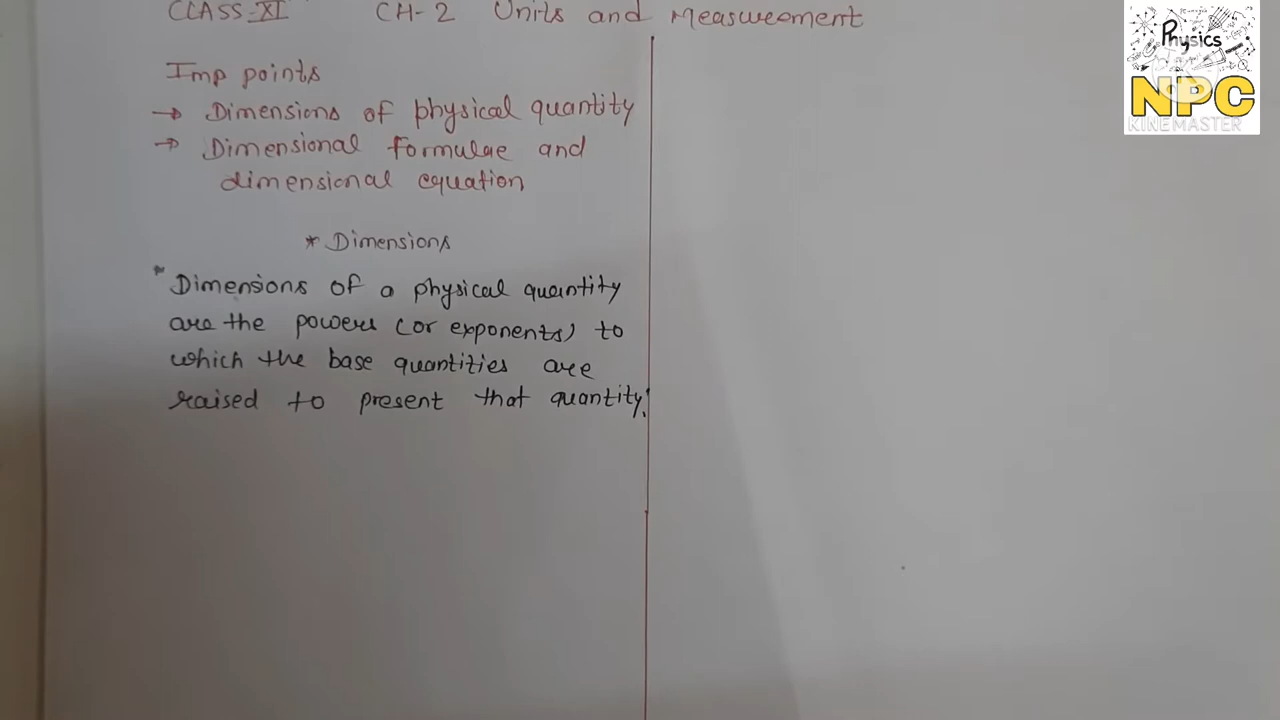 CLASS-XI CH-2 Units and Measurement
Imp points
→ Dimensions of physical quantity
→ Dimensional formulae and
dimensional equation
* Dimensions
* Dimensions of a physical quantity
are the powers (or exponents) to
which the base quantities are
raised to present that quantity.
Physics
NPC
KINEMASTER